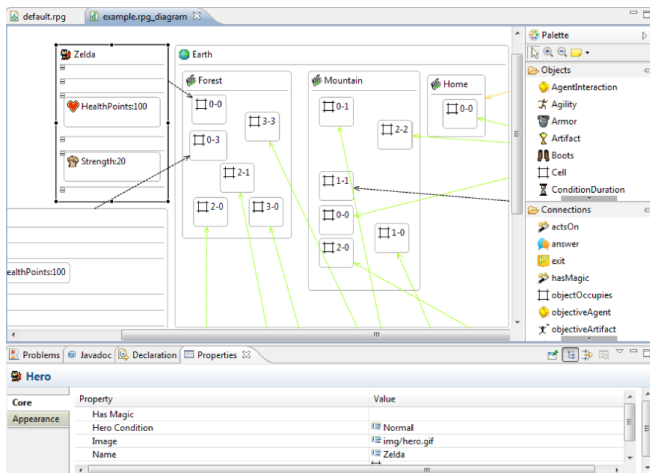 default.rpg
example.rpg_diagram
Zelda
HealthPoints:100
Strength:20
ealthPoints:100
Earth
Forest
0-0
3-3
0-3
2-1
2-0
3-0
Mountain
0-1
2-2
1-1
0-0
2-0
1-0
Home
0-0
Palette
Objects
AgentInteraction
Agility
Armor
Artifact
Boots
Cell
ConditionDuration
Connections
actsOn
answer
exit
hasMagic
objectOccupies
objectiveAgent
objectiveArtifact
Problems @ Javadoc Declaration Properties
Hero
Core
Appearance
Property Value
Has Magic
Hero Condition Normal
Image img/hero.gif
Name Zelda